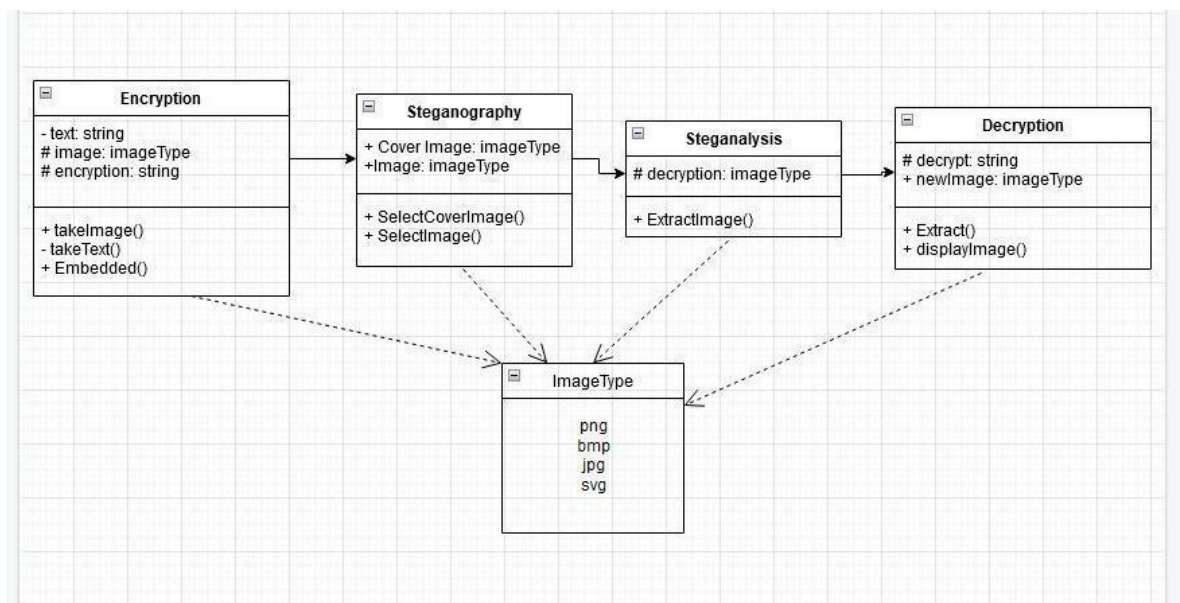 Encryption
- text: string
# image: imageType
# encryption: string
+ takeImage()
- takeText()
+ Embedded()
Steganography
+ Cover Image: imageType
+Image: imageType
+ SelectCoverImage()
+ SelectImage()
Steganalysis
# decryption: imageType
+ ExtractImage()
Decryption
# decrypt: string
+ newImage: imageType
+ Extract()
+ displayImage()
ImageType
png
bmp
jpg
svg